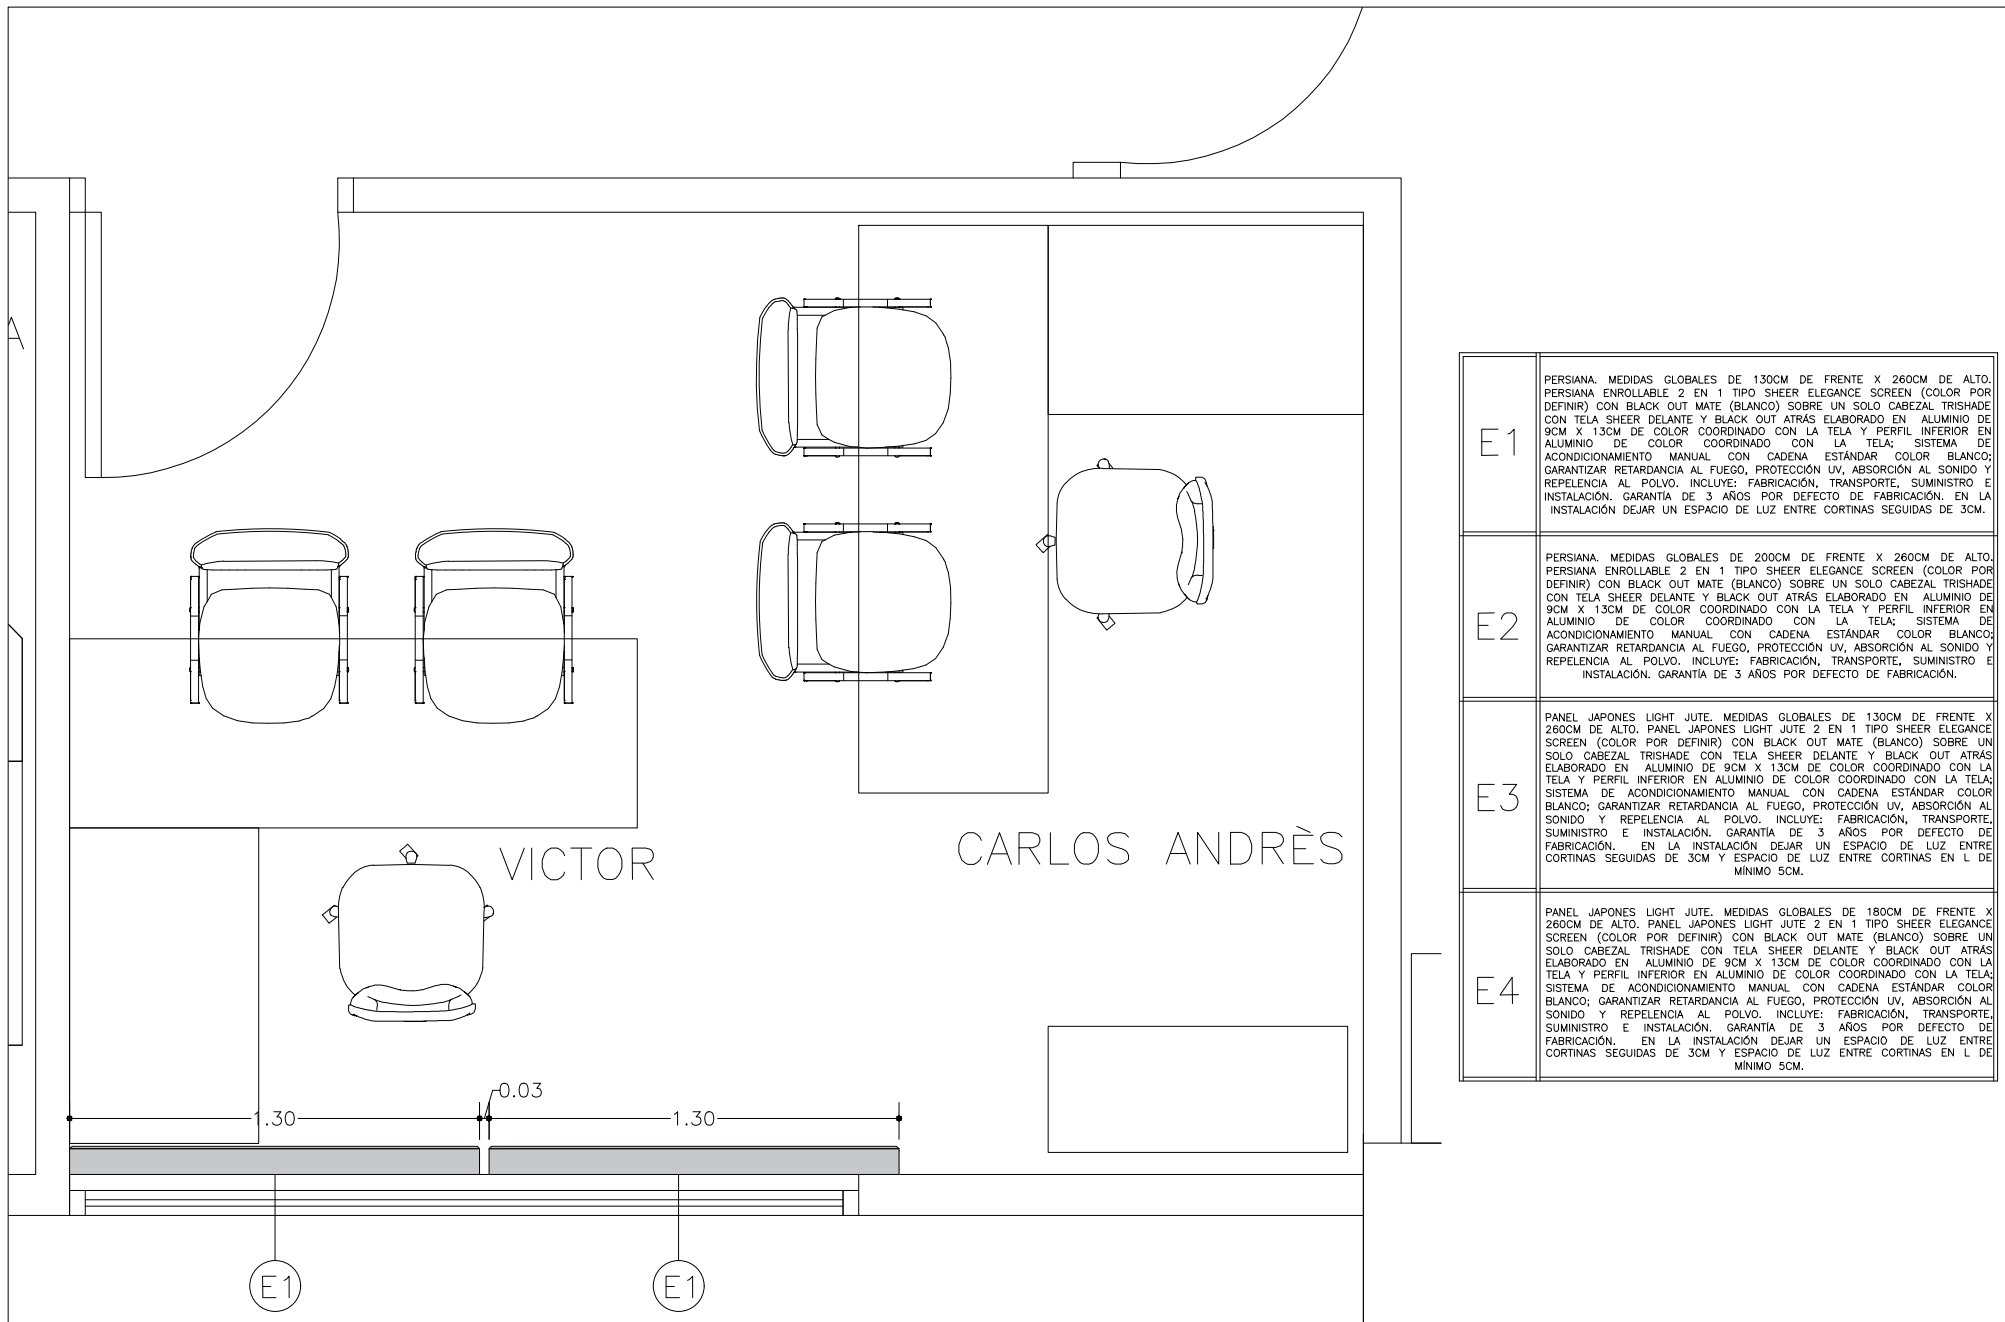 A
VICTOR
CARLOS ANDRÈS
0.03
1.30
1.30
E1
E1
E1
PERSIANA. MEDIDAS GLOBALES DE 130CM DE FRENTE X 260CM DE ALTO.
PERSIANA ENROLLABLE 2 EN 1 TIPO SHEER ELEGANCE SCREEN (COLOR POR
DEFINIR) CON BLACK OUT MATE (BLANCO) SOBRE UN SOLO CABEZAL TRISHADE
CON TELA SHEER DELANTE Y BLACK OUT ATRÁS ELABORADO EN ALUMINIO DE
9CM X 13CM DE COLOR COORDINADO CON LA TELA Y PERFIL INFERIOR EN
ALUMINIO DE COLOR COORDINADO CON LA TELA; SISTEMA DE
ACONDICIONAMIENTO MANUAL CON CADENA ESTÁNDAR COLOR BLANCO;
GARANTIZAR RETARDANCIA AL FUEGO, PROTECCIÓN UV, ABSORCIÓN AL SONIDO Y
REPELENCIA AL POLVO. INCLUYE: FABRICACIÓN, TRANSPORTE, SUMINISTRO E
INSTALACIÓN. GARANTÍA DE 3 AÑOS POR DEFECTO DE FABRICACIÓN. EN LA
INSTALACIÓN DEJAR UN ESPACIO DE LUZ ENTRE CORTINAS SEGUIDAS DE 3CM.
E2
PERSIANA. MEDIDAS GLOBALES DE 200CM DE FRENTE X 260CM DE ALTO.
PERSIANA ENROLLABLE 2 EN 1 TIPO SHEER ELEGANCE SCREEN (COLOR POR
DEFINIR) CON BLACK OUT MATE (BLANCO) SOBRE UN SOLO CABEZAL TRISHADE
CON TELA SHEER DELANTE Y BLACK OUT ATRÁS ELABORADO EN ALUMINIO DE
9CM X 13CM DE COLOR COORDINADO CON LA TELA Y PERFIL INFERIOR EN
ALUMINIO DE COLOR COORDINADO CON LA TELA; SISTEMA DE
ACONDICIONAMIENTO MANUAL CON CADENA ESTÁNDAR COLOR BLANCO;
GARANTIZAR RETARDANCIA AL FUEGO, PROTECCIÓN UV, ABSORCIÓN AL SONIDO Y
REPELENCIA AL POLVO. INCLUYE: FABRICACIÓN, TRANSPORTE, SUMINISTRO E
INSTALACIÓN. GARANTÍA DE 3 AÑOS POR DEFECTO DE FABRICACIÓN.
E3
PANEL JAPONES LIGHT JUTE. MEDIDAS GLOBALES DE 130CM DE FRENTE X
260CM DE ALTO. PANEL JAPONES LIGHT JUTE 2 EN 1 TIPO SHEER ELEGANCE
SCREEN (COLOR POR DEFINIR) CON BLACK OUT MATE (BLANCO) SOBRE UN
SOLO CABEZAL TRISHADE CON TELA SHEER DELANTE Y BLACK OUT ATRÁS
ELABORADO EN ALUMINIO DE 9CM X 13CM DE COLOR COORDINADO CON LA
TELA Y PERFIL INFERIOR EN ALUMINIO DE COLOR COORDINADO CON LA TELA;
SISTEMA DE ACONDICIONAMIENTO MANUAL CON CADENA ESTÁNDAR COLOR
BLANCO; GARANTIZAR RETARDANCIA AL FUEGO, PROTECCIÓN UV, ABSORCIÓN AL
SONIDO Y REPELENCIA AL POLVO. INCLUYE: FABRICACIÓN, TRANSPORTE,
SUMINISTRO E INSTALACIÓN. GARANTÍA DE 3 AÑOS POR DEFECTO DE
FABRICACIÓN. EN LA INSTALACIÓN DEJAR UN ESPACIO DE LUZ ENTRE
CORTINAS SEGUIDAS DE 3CM Y ESPACIO DE LUZ ENTRE CORTINAS EN L DE
MÍNIMO 5CM.
E4
PANEL JAPONES LIGHT JUTE. MEDIDAS GLOBALES DE 180CM DE FRENTE X
260CM DE ALTO. PANEL JAPONES LIGHT JUTE 2 EN 1 TIPO SHEER ELEGANCE
SCREEN (COLOR POR DEFINIR) CON BLACK OUT MATE (BLANCO) SOBRE UN
SOLO CABEZAL TRISHADE CON TELA SHEER DELANTE Y BLACK OUT ATRÁS
ELABORADO EN ALUMINIO DE 9CM X 13CM DE COLOR COORDINADO CON LA
TELA Y PERFIL INFERIOR EN ALUMINIO DE COLOR COORDINADO CON LA TELA;
SISTEMA DE ACONDICIONAMIENTO MANUAL CON CADENA ESTÁNDAR COLOR
BLANCO; GARANTIZAR RETARDANCIA AL FUEGO, PROTECCIÓN UV, ABSORCIÓN AL
SONIDO Y REPELENCIA AL POLVO. INCLUYE: FABRICACIÓN, TRANSPORTE,
SUMINISTRO E INSTALACIÓN. GARANTÍA DE 3 AÑOS POR DEFECTO DE
FABRICACIÓN. EN LA INSTALACIÓN DEJAR UN ESPACIO DE LUZ ENTRE
CORTINAS SEGUIDAS DE 3CM Y ESPACIO DE LUZ ENTRE CORTINAS EN L DE
MÍNIMO 5CM.